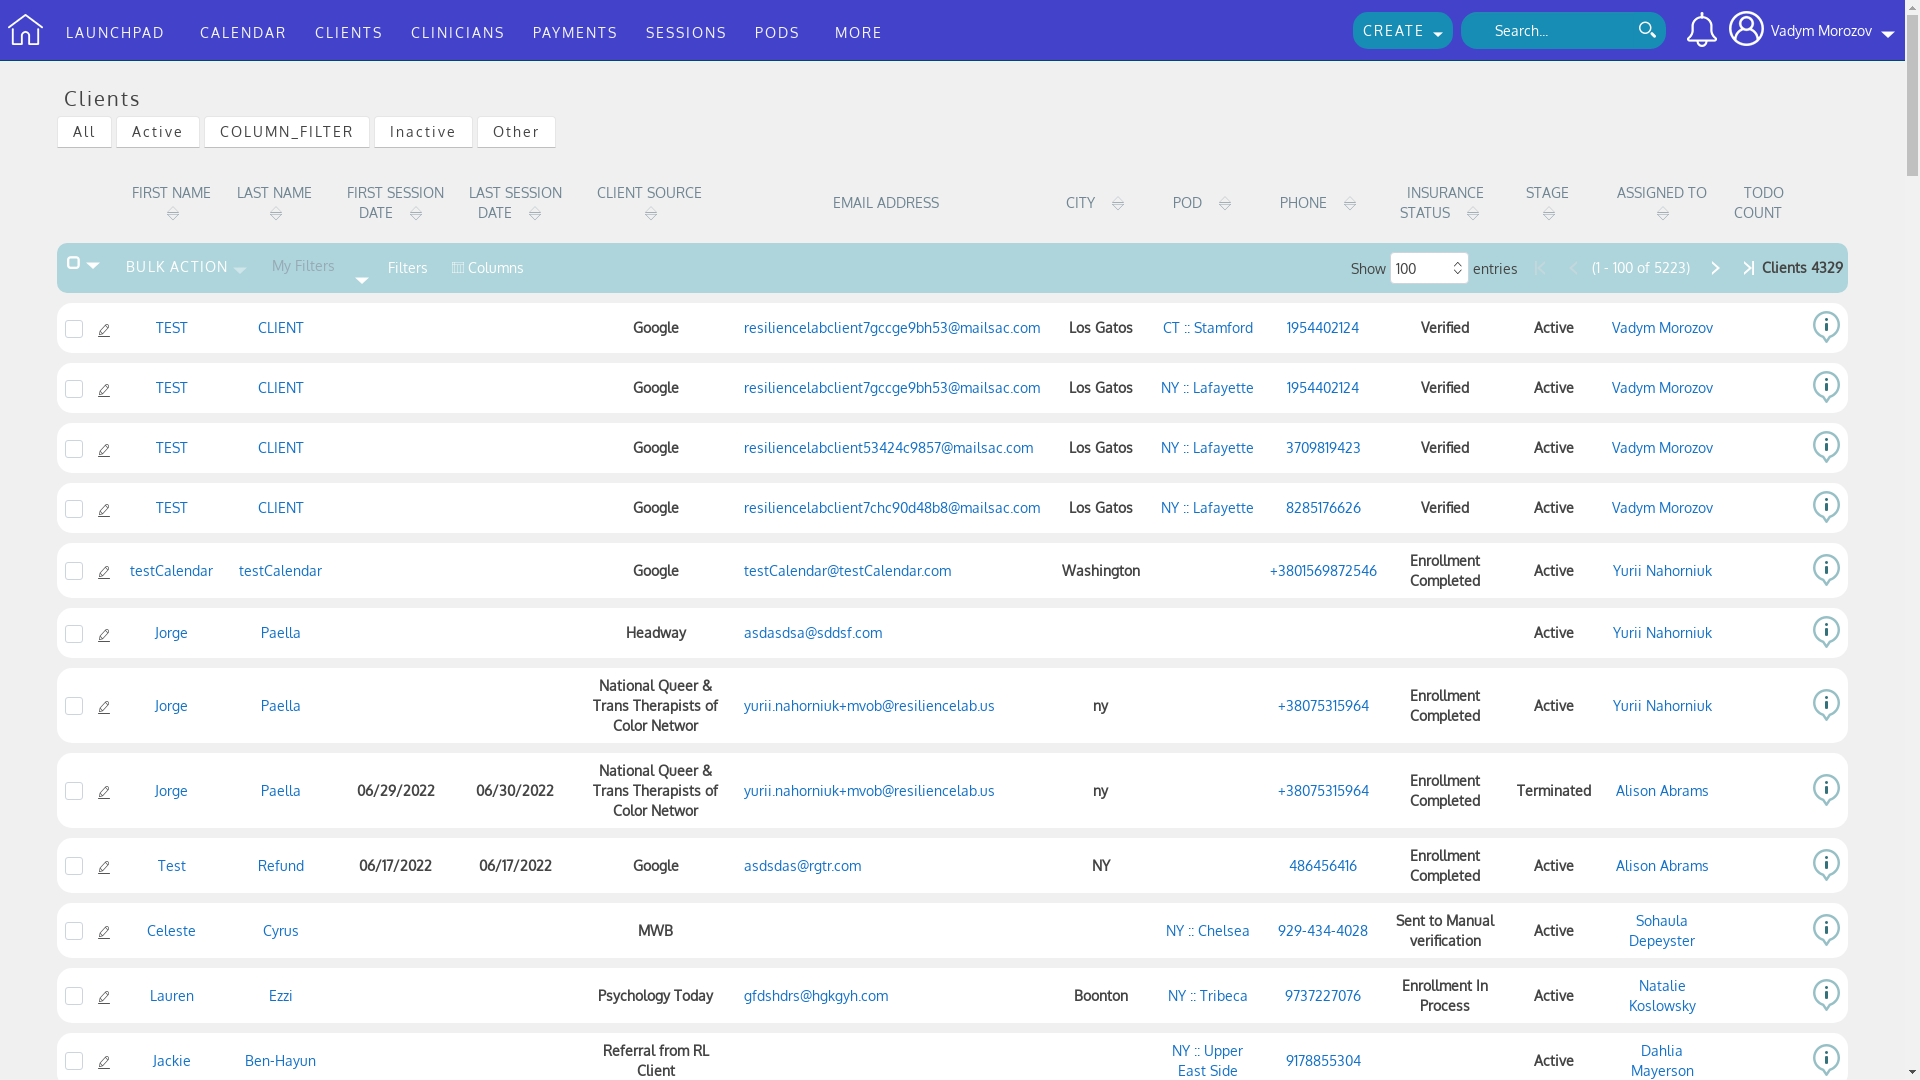 LAUNCHPAD CALENDAR CLIENTS CLINICIANS PAYMENTS SESSIONS PODS MORE CREATE Search... Vadym Morozov
Clients
All Active COLUMN_FILTER Inactive Other
FIRST NAME LAST NAME FIRST SESSION DATE LAST SESSION DATE CLIENT SOURCE EMAIL ADDRESS CITY POD PHONE INSURANCE STATUS STAGE ASSIGNED TO TODO COUNT
BULK ACTION My Filters Filters Columns Show 100 entries (1 - 100 of 5223) Clients 4329
TEST CLIENT Google resiliencelabclient7gccge9bh53@mailsac.com Los Gatos CT :: Stamford 1954402124 Verified Active Vadym Morozov
TEST CLIENT Google resiliencelabclient7gccge9bh53@mailsac.com Los Gatos NY :: Lafayette 1954402124 Verified Active Vadym Morozov
TEST CLIENT Google resiliencelabclient53424c9857@mailsac.com Los Gatos NY :: Lafayette 3709819423 Verified Active Vadym Morozov
TEST CLIENT Google resiliencelabclient7chc90d48b8@mailsac.com Los Gatos NY :: Lafayette 8285176626 Verified Active Vadym Morozov
testCalendar testCalendar Google testCalendar@testCalendar.com Washington +3801569872546 Enrollment Completed Active Yurii Nahorniuk
Jorge Paella Headway asdasdsa@sddsf.com Active Yurii Nahorniuk
Jorge Paella National Queer & Trans Therapists of Color Networ yurii.nahorniuk+mvob@resiliencelab.us ny +38075315964 Enrollment Completed Active Yurii Nahorniuk
Jorge Paella 06/29/2022 06/30/2022 National Queer & Trans Therapists of Color Networ yurii.nahorniuk+mvob@resiliencelab.us ny +38075315964 Enrollment Completed Terminated Alison Abrams
Test Refund 06/17/2022 06/17/2022 Google asdsdas@rgtr.com NY 486456416 Enrollment Completed Active Alison Abrams
Celeste Cyrus MWB NY :: Chelsea 929-434-4028 Sent to Manual verification Active Sohaula Depeyster
Lauren Ezzi Psychology Today gfdshdrs@hgkgyh.com Boonton NY :: Tribeca 9737227076 Enrollment In Process Active Natalie Koslowsky
Jackie Ben-Hayun Referral from RL Client NY :: Upper East Side 9178855304 Active Dahlia Mayerson